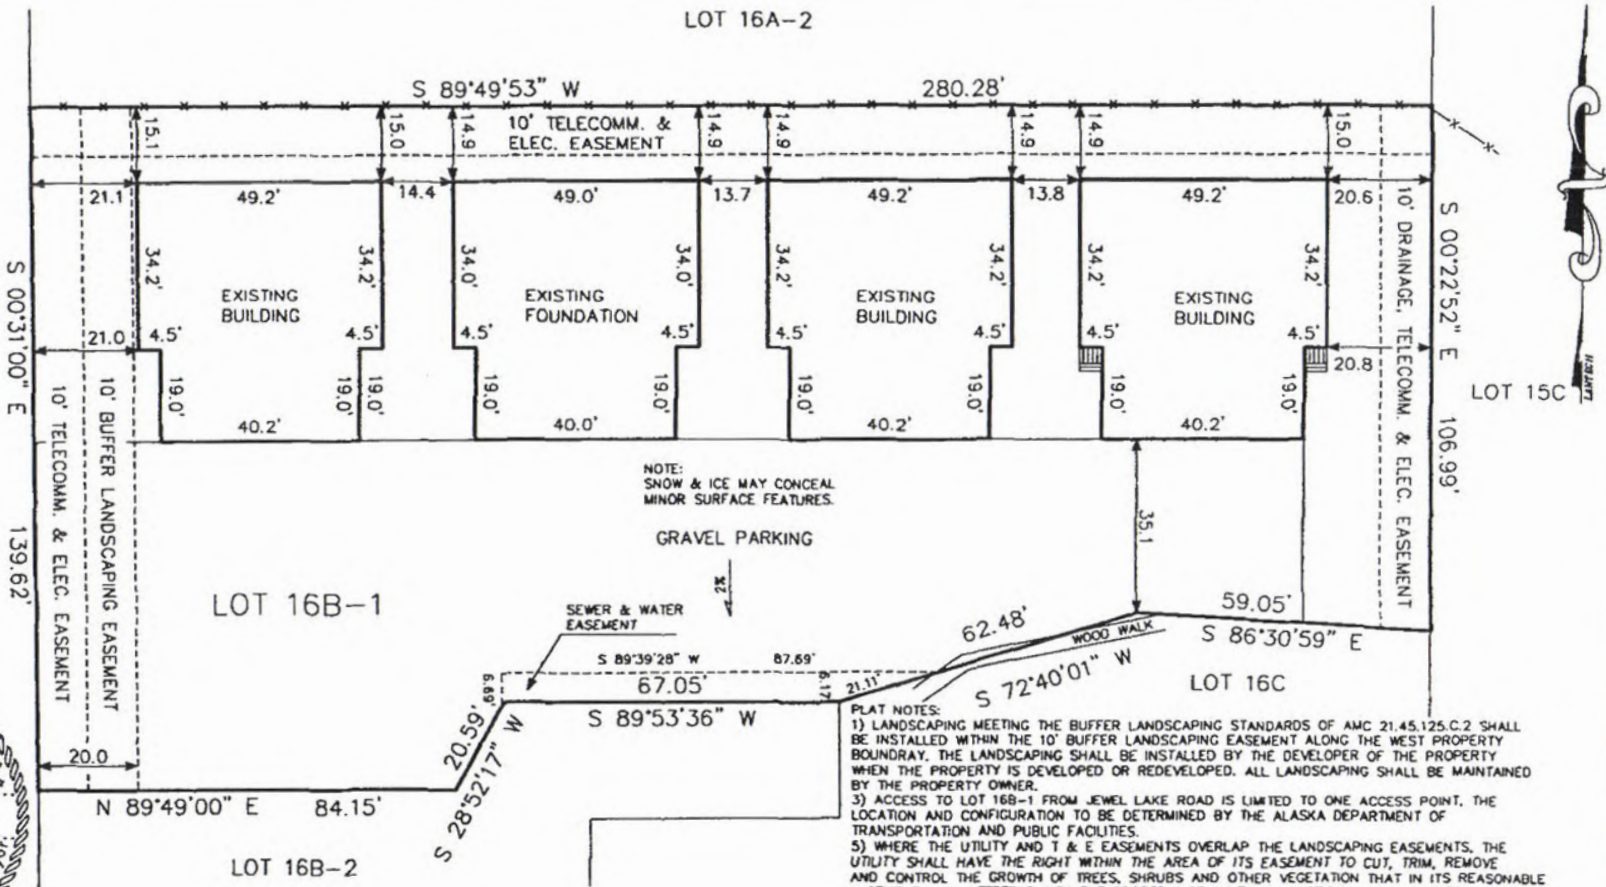 LOT 16A-2
S 89°49'53" W
280.28'
15.1
15.0
14.9
10' TELECOMM. &
ELEC. EASEMENT
14.9
14.9
14.9
14.9
15.0
21.1
49.2'
14.4
49.0'
13.7
49.2'
13.8
49.2'
20.6
34.2'
34.0'
34.0'
34.2'
34.2'
34.2'
34.2'
EXISTING
BUILDING
EXISTING
FOUNDATION
EXISTING
BUILDING
EXISTING
BUILDING
21.0
4.5'
4.5'
4.5'
4.5'
4.5'
4.5'
20.8
19.0'
19.0'
19.0'
19.0'
19.0'
19.0'
19.0'
19.0'
40.2'
40.0'
40.2'
40.2'
S 00°31'00" E
139.62'
10' TELECOMM. & ELEC. EASEMENT
10' BUFFER LANDSCAPING EASEMENT
10' DRAINAGE, TELECOMM. & ELEC. EASEMENT
S 00°22'52" E
106.99'
LOT 15C
NOTE:
SNOW & ICE MAY CONCEAL
MINOR SURFACE FEATURES.
GRAVEL PARKING
2%
35.1
LOT 16B-1
SEWER & WATER
EASEMENT
S 89°39'28" W
87.69'
6.69'
67.05'
6.17'
21.11'
S 89°53'36" W
62.48'
WOOD WALK
S 72°40'01" W
59.05'
S 86°30'59" E
LOT 16C
20.59'
S 28°52'17" W
20.0
N 89°49'00" E
84.15'
LOT 16B-2
PLAT NOTES:
1) LANDSCAPING MEETING THE BUFFER LANDSCAPING STANDARDS OF AMC 21.45.125.C.2 SHALL
BE INSTALLED WITHIN THE 10' BUFFER LANDSCAPING EASEMENT ALONG THE WEST PROPERTY
BOUNDRAY. THE LANDSCAPING SHALL BE INSTALLED BY THE DEVELOPER OF THE PROPERTY
WHEN THE PROPERTY IS DEVELOPED OR REDEVELOPED. ALL LANDSCAPING SHALL BE MAINTAINED
BY THE PROPERTY OWNER.
3) ACCESS TO LOT 16B-1 FROM JEWEL LAKE ROAD IS LIMITED TO ONE ACCESS POINT. THE
LOCATION AND CONFIGURATION TO BE DETERMINED BY THE ALASKA DEPARTMENT OF
TRANSPORTATION AND PUBLIC FACILITIES.
5) WHERE THE UTILITY AND T & E EASEMENTS OVERLAP THE LANDSCAPING EASEMENTS, THE
UTILITY SHALL HAVE THE RIGHT WITHIN THE AREA OF ITS EASEMENT TO CUT, TRIM, REMOVE
AND CONTROL THE GROWTH OF TREES, SHRUBS AND OTHER VEGETATION THAT IN ITS REASONABLE